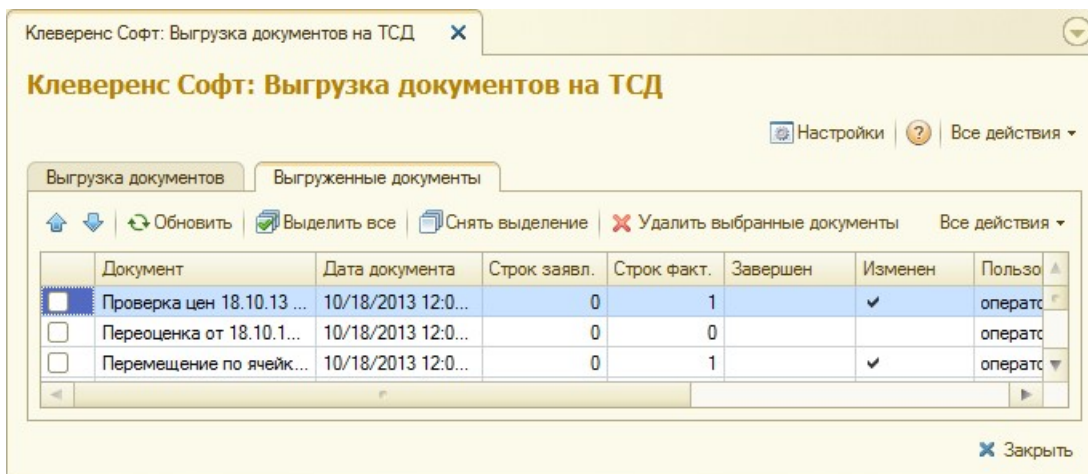 Клеверенс Софт: Выгрузка документов на ТСД
Клеверенс Софт: Выгрузка документов на ТСД
Настройки ? Все действия
Выгрузка документов Выгруженные документы
Обновить Выделить все Снять выделение Удалить выбранные документы Все действия
Документ Дата документа Строк заявл. Строк факт. Завершен Изменен Пользо
Проверка цен 18.10.13 ... 10/18/2013 12:0... 0 1 операто
Переоценка от 18.10.1... 10/18/2013 12:0... 0 0 операто
Перемещение по ячейк... 10/18/2013 12:0... 0 1 операто
Закрыть